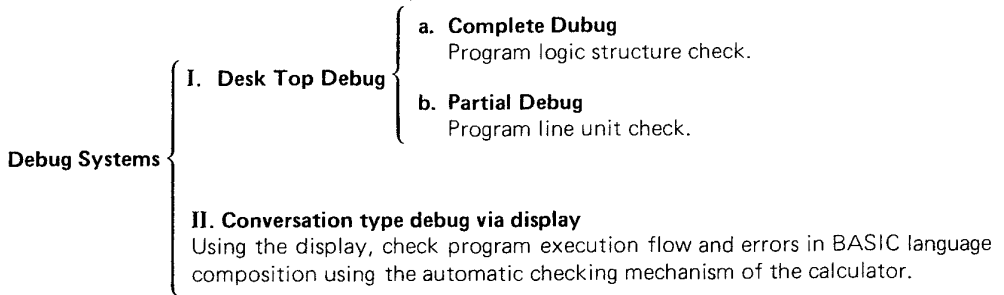 a. Complete Dubug
Program logic structure check.
I. Desk Top Debug
b. Partial Debug
Program line unit check.
Debug Systems
II. Conversation type debug via display
Using the display, check program execution flow and errors in BASIC language
composition using the automatic checking mechanism of the calculator.